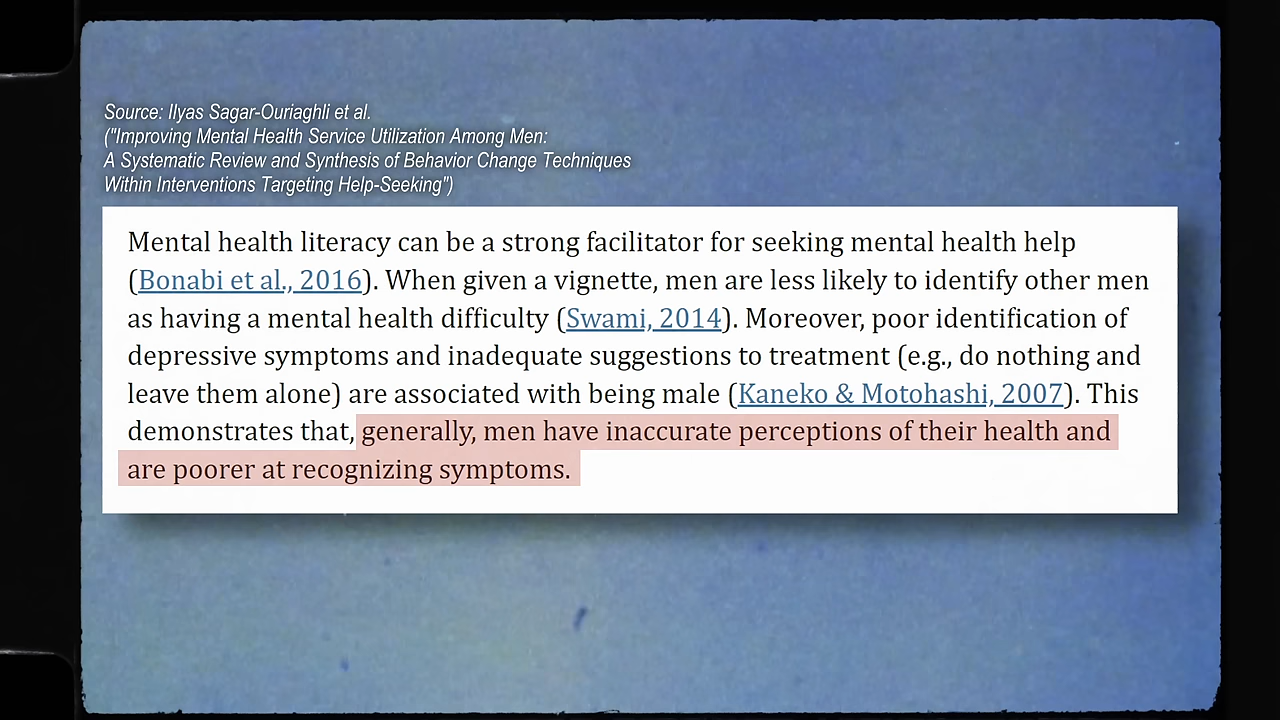 Source: Ilyas Sagar-Ouriaghli et al.
("Improving Mental Health Service Utilization Among Men:
A Systematic Review and Synthesis of Behavior Change Techniques
Within Interventions Targeting Help-Seeking")
Mental health literacy can be a strong facilitator for seeking mental health help
(Bonabi et al., 2016). When given a vignette, men are less likely to identify other men
as having a mental health difficulty (Swami, 2014). Moreover, poor identification of
depressive symptoms and inadequate suggestions to treatment (e.g., do nothing and
leave them alone) are associated with being male (Kaneko & Motohashi, 2007). This
demonstrates that, generally, men have inaccurate perceptions of their health and
are poorer at recognizing symptoms.